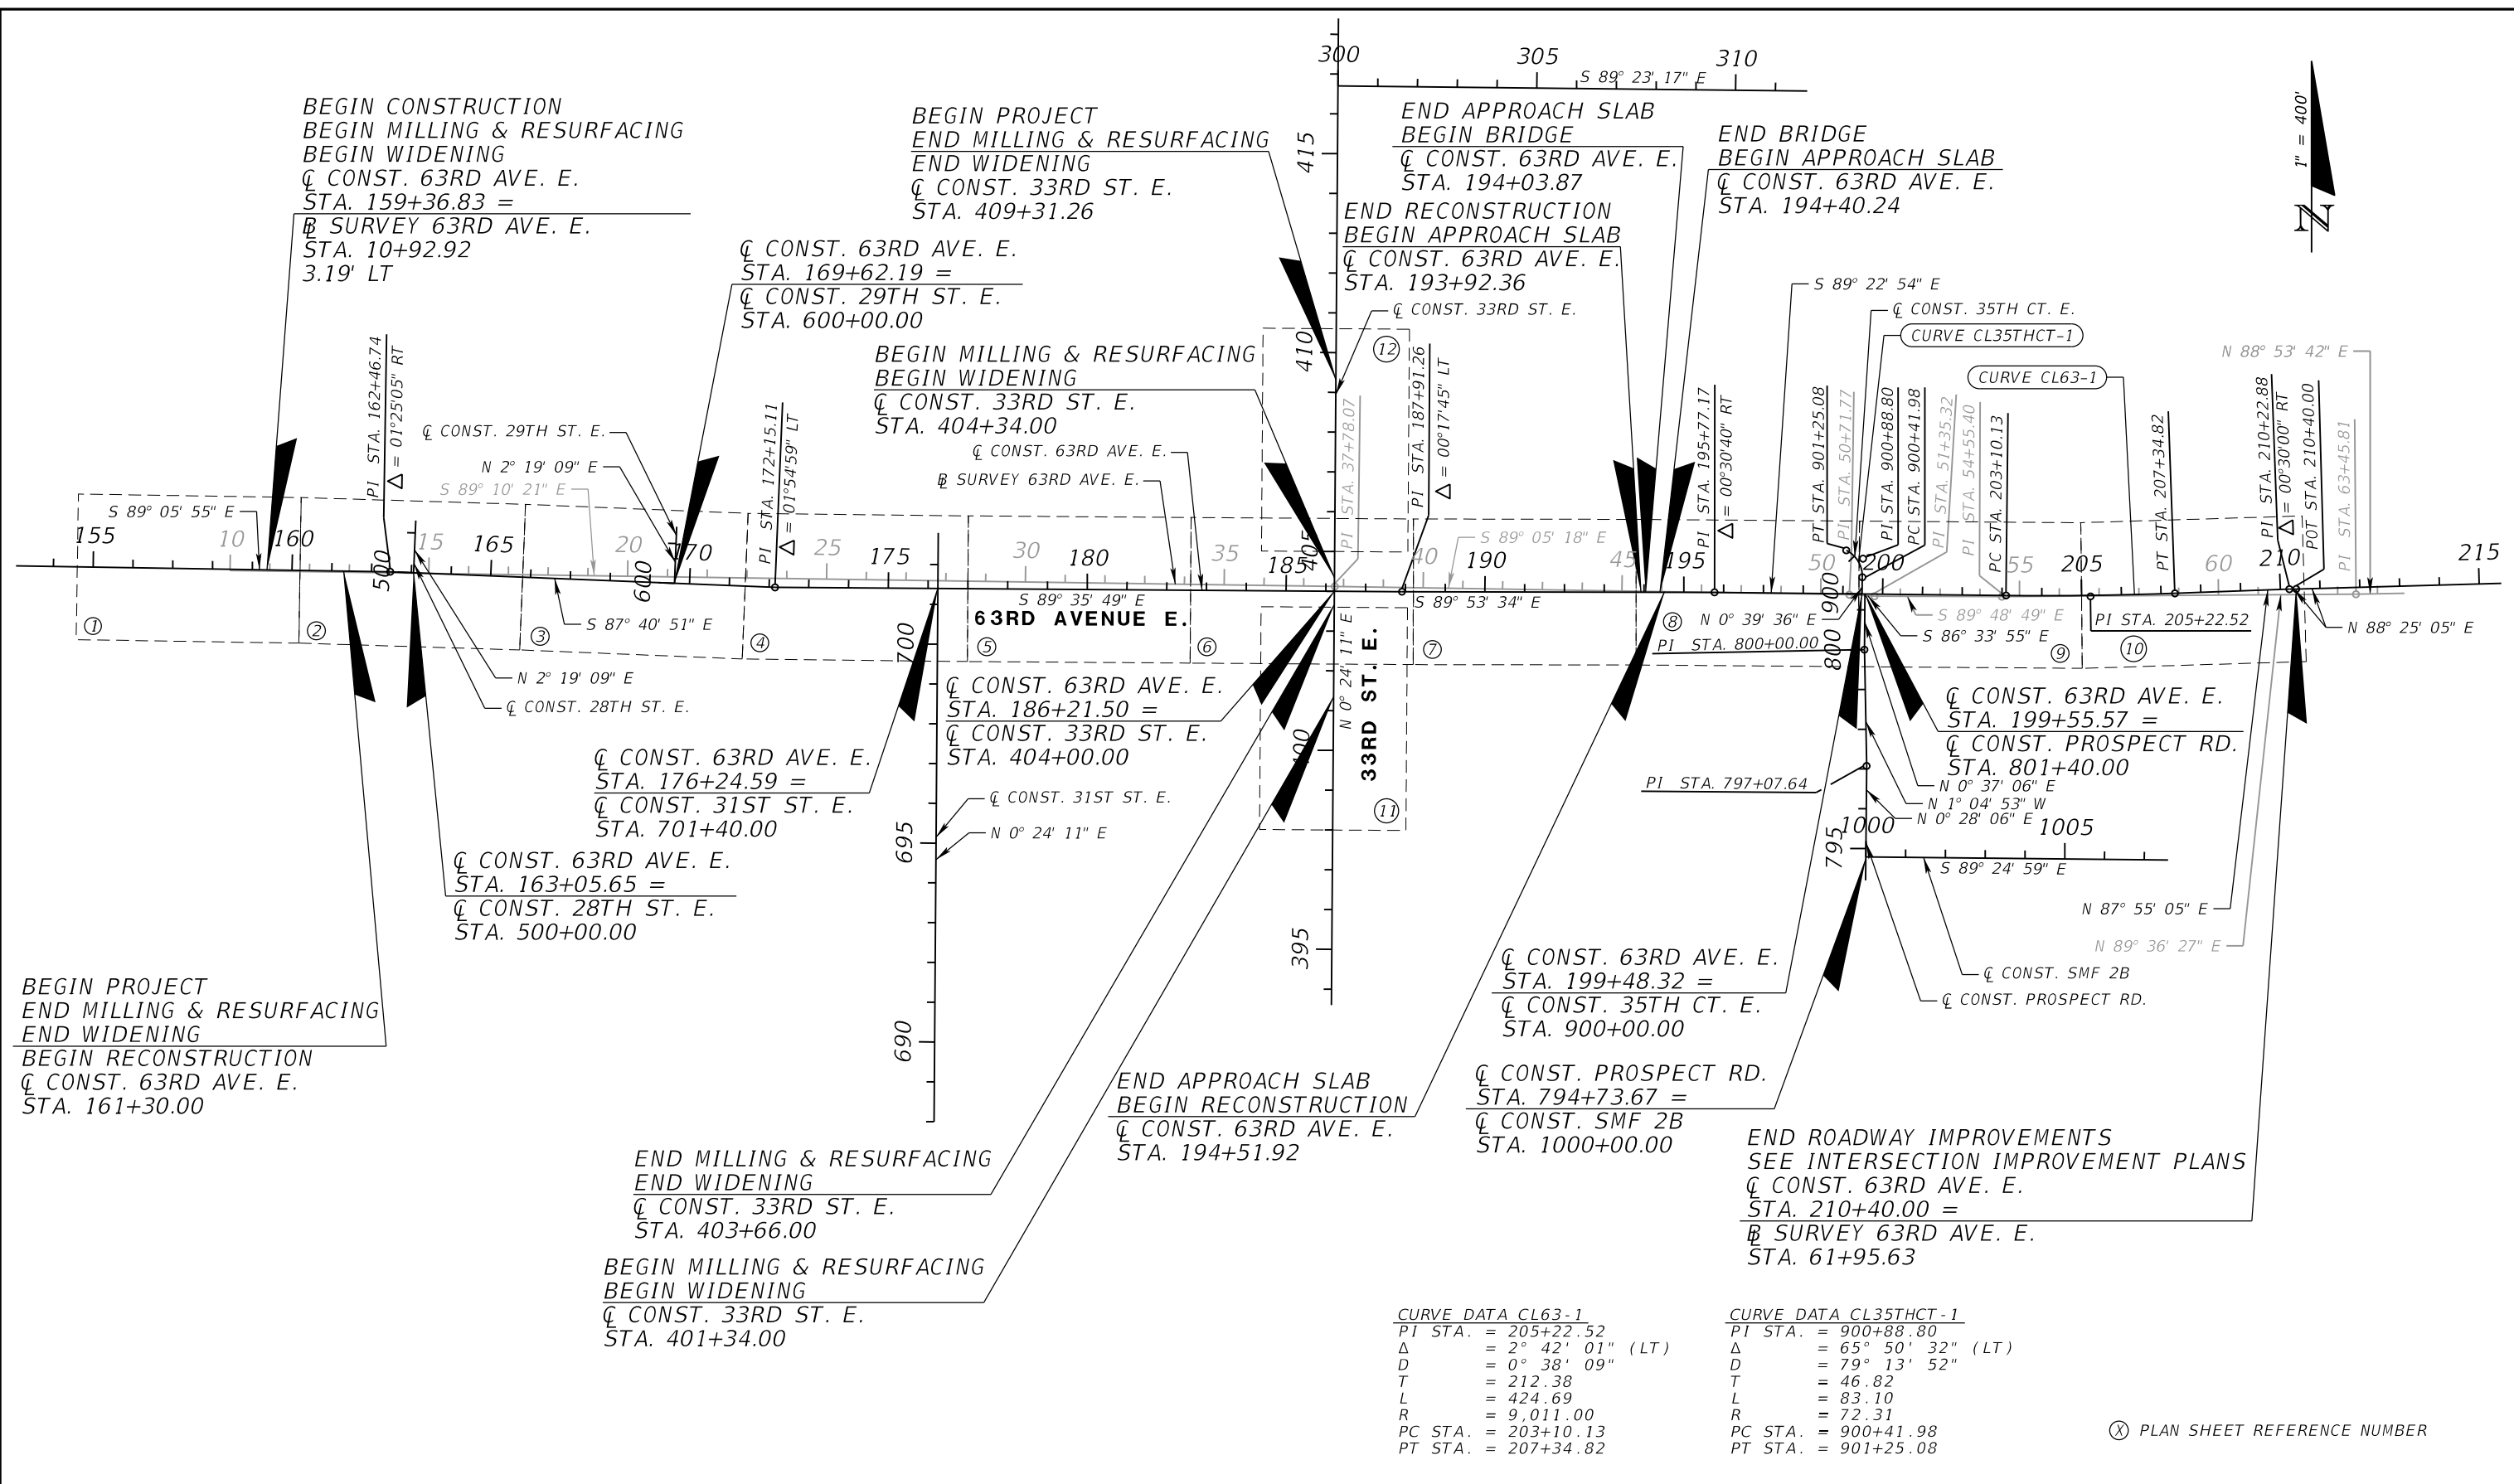 300
305
310
S 89° 23' 17" E
1" = 400'
N
BEGIN CONSTRUCTION
BEGIN MILLING & RESURFACING
BEGIN WIDENING
℄ CONST. 63RD AVE. E.
STA. 159+36.83 =
BL SURVEY 63RD AVE. E.
STA. 10+92.92
3.19' LT
BEGIN PROJECT
END MILLING & RESURFACING
END WIDENING
℄ CONST. 33RD ST. E.
STA. 409+31.26
END APPROACH SLAB
BEGIN BRIDGE
℄ CONST. 63RD AVE. E.
STA. 194+03.87
END BRIDGE
BEGIN APPROACH SLAB
℄ CONST. 63RD AVE. E.
STA. 194+40.24
END RECONSTRUCTION
BEGIN APPROACH SLAB
℄ CONST. 63RD AVE. E.
STA. 193+92.36
℄ CONST. 63RD AVE. E.
STA. 169+62.19 =
℄ CONST. 29TH ST. E.
STA. 600+00.00
BEGIN MILLING & RESURFACING
BEGIN WIDENING
℄ CONST. 33RD ST. E.
STA. 404+34.00
415
410
405
400
395
℄ CONST. 33RD ST. E.
12
S 89° 22' 54" E
℄ CONST. 35TH CT. E.
CURVE CL35THCT-1
CURVE CL63-1
N 88° 53' 42" E
PI STA. 162+46.74
Δ = 01°25'05" RT
℄ CONST. 29TH ST. E.
N 2° 19' 09" E
S 89° 10' 21" E
PI STA. 172+15.11
Δ = 01°54'59" LT
℄ CONST. 63RD AVE. E.
BL SURVEY 63RD AVE. E.
PI STA. 37+78.07
PI STA. 187+91.26
Δ = 00°17'45" LT
PI STA. 195+77.17
Δ = 00°30'40" RT
PT STA. 901+25.08
PI STA. 50+71.77
PI STA. 900+88.80
PC STA. 900+41.98
PI STA. 51+35.32
PI STA. 54+55.40
PC STA. 203+10.13
PT STA. 207+34.82
PI STA. 210+22.88
Δ = 00°30'00" RT
POT STA. 210+40.00
PI STA. 63+45.81
S 89° 05' 55" E
155
10
160
500
15
165
20
600
170
25
175
30
180
35
185
40
190
45
195
50
200
55
205
60
210
215
S 89° 05' 18" E
S 89° 35' 49" E
63RD AVENUE E.
S 89° 53' 34" E
S 87° 40' 51" E
N 0° 39' 36" E
PI STA. 800+00.00
900
800
S 89° 48' 49" E
S 86° 33' 55" E
PI STA. 205+22.52
N 88° 25' 05" E
1
2
3
4
5
6
7
8
9
10
11
N 2° 19' 09" E
℄ CONST. 28TH ST. E.
700
695
690
N 0° 24' 11" E
33RD ST. E.
℄ CONST. 63RD AVE. E.
STA. 186+21.50 =
℄ CONST. 33RD ST. E.
STA. 404+00.00
℄ CONST. 63RD AVE. E.
STA. 176+24.59 =
℄ CONST. 31ST ST. E.
STA. 701+40.00
℄ CONST. 31ST ST. E.
N 0° 24' 11" E
℄ CONST. 63RD AVE. E.
STA. 163+05.65 =
℄ CONST. 28TH ST. E.
STA. 500+00.00
℄ CONST. 63RD AVE. E.
STA. 199+55.57 =
℄ CONST. PROSPECT RD.
STA. 801+40.00
PI STA. 797+07.64
N 0° 37' 06" E
N 1° 04' 53" W
N 0° 28' 06" E
795
1000
1005
S 89° 24' 59" E
N 87° 55' 05" E
N 89° 36' 27" E
℄ CONST. SMF 2B
℄ CONST. PROSPECT RD.
BEGIN PROJECT
END MILLING & RESURFACING
END WIDENING
BEGIN RECONSTRUCTION
℄ CONST. 63RD AVE. E.
STA. 161+30.00
℄ CONST. 63RD AVE. E.
STA. 199+48.32 =
℄ CONST. 35TH CT. E.
STA. 900+00.00
END APPROACH SLAB
BEGIN RECONSTRUCTION
℄ CONST. 63RD AVE. E.
STA. 194+51.92
℄ CONST. PROSPECT RD.
STA. 794+73.67 =
℄ CONST. SMF 2B
STA. 1000+00.00
END MILLING & RESURFACING
END WIDENING
℄ CONST. 33RD ST. E.
STA. 403+66.00
BEGIN MILLING & RESURFACING
BEGIN WIDENING
℄ CONST. 33RD ST. E.
STA. 401+34.00
END ROADWAY IMPROVEMENTS
SEE INTERSECTION IMPROVEMENT PLANS
℄ CONST. 63RD AVE. E.
STA. 210+40.00 =
BL SURVEY 63RD AVE. E.
STA. 61+95.63
CURVE DATA CL63-1
PI STA. = 205+22.52
Δ = 2° 42' 01" (LT)
D = 0° 38' 09"
T = 212.38
L = 424.69
R = 9,011.00
PC STA. = 203+10.13
PT STA. = 207+34.82
CURVE DATA CL35THCT-1
PI STA. = 900+88.80
Δ = 65° 50' 32" (LT)
D = 79° 13' 52"
T = 46.82
L = 83.10
R = 72.31
PC STA. = 900+41.98
PT STA. = 901+25.08
X PLAN SHEET REFERENCE NUMBER